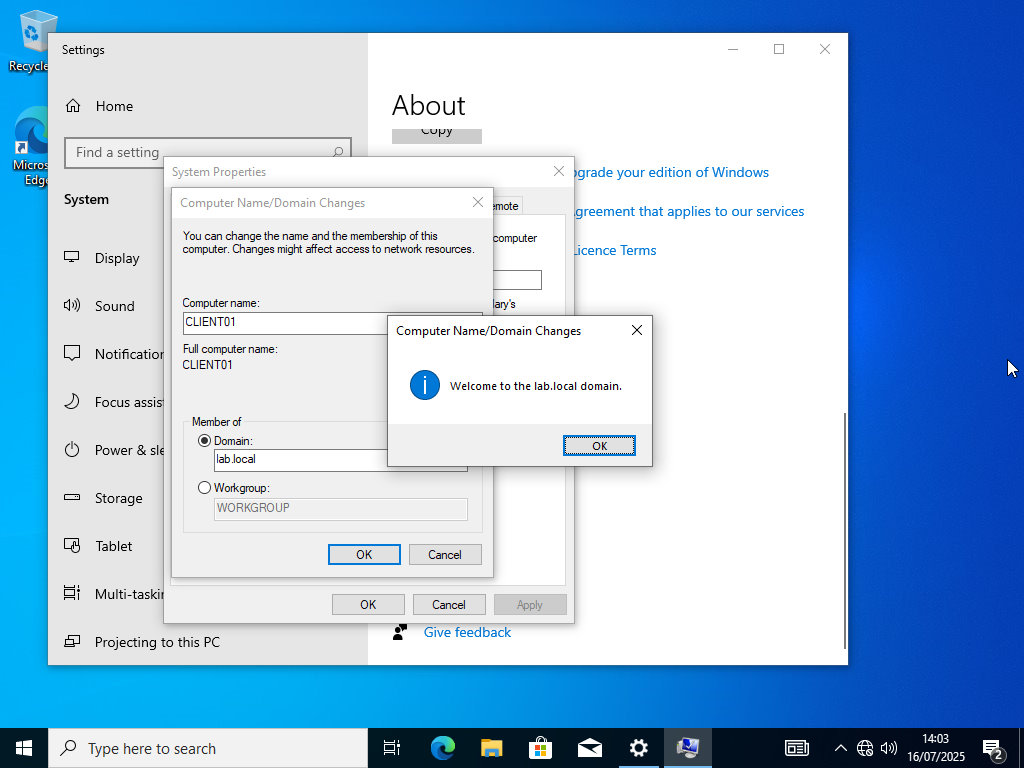 Recycle
Micros
Edge
Settings
Home
Find a setting
System
Display
Sound
Notification
Focus assis
Power & sle
Storage
Tablet
Multi-taskin
Projecting to this PC
About
Copy
pgrade your edition of Windows
greement that applies to our services
Licence Terms
Give feedback
System Properties
emote
computer
lary's
OK
Cancel
Apply
Computer Name/Domain Changes
You can change the name and the membership of this
computer. Changes might affect access to network resources.
Computer name:
CLIENT01
Full computer name:
CLIENT01
Member of
Domain:
lab.local
Workgroup:
WORKGROUP
OK
Cancel
Computer Name/Domain Changes
Welcome to the lab.local domain.
OK
Type here to search
14:03
16/07/2025
2